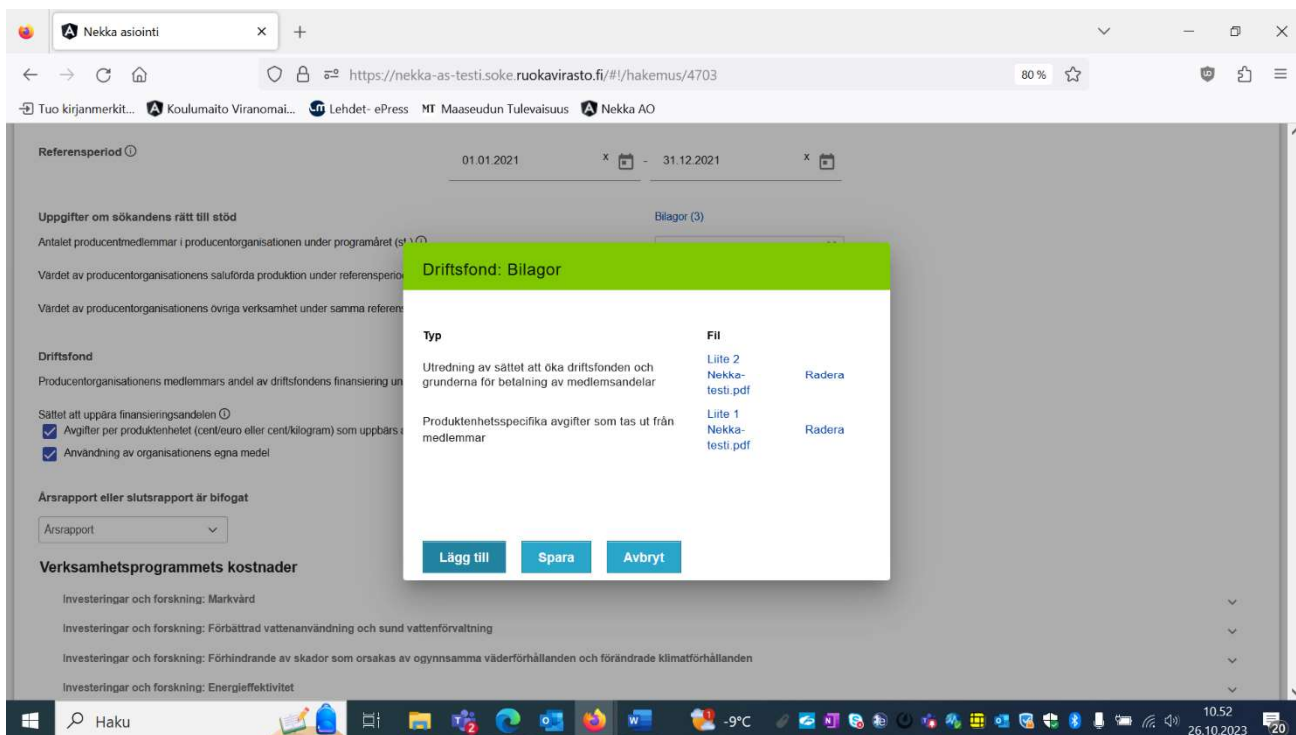 Nekka asiointi
https://nekka-as-testi.soke.ruokavirasto.fi/#!/hakemus/4703
80 %
Tuo kirjanmerkit...
Koulumaito Viranomai...
Lehdet- ePress
MT Maaseudun Tulevaisuus
Nekka AO
Referensperiod
01.01.2021 x - 31.12.2021 x
Uppgifter om sökandens rätt till stöd
Bilagor (3)
Antalet producentmedlemmar i producentorganisationen under programåret (st.)
Värdet av producentorganisationens saluförda produktion under referensperio
Värdet av producentorganisationens övriga verksamhet under samma referens
Driftsfond
Producentorganisationens medlemmars andel av driftsfondens finansiering un
Sättet att uppära finansieringsandelen
Avgifter per produktenhetet (cent/euro eller cent/kilogram) som uppbärs a
Användning av organisationens egna medel
Årsrapport eller slutsrapport är bifogat
Årsrapport
Driftsfond: Bilagor
Typ
Fil
Utredning av sättet att öka driftsfonden och
grunderna för betalning av medlemsandelar
Liite 2
Nekka-
testi.pdf
Radera
Produktenhetsspecifika avgifter som tas ut från
medlemmar
Liite 1
Nekka-
testi.pdf
Radera
Lägg till
Spara
Avbryt
Verksamhetsprogrammets kostnader
Investeringar och forskning: Markvård
Investeringar och forskning: Förbättrad vattenanvändning och sund vattenförvaltning
Investeringar och forskning: Förhindrande av skador som orsakas av ogynnsamma väderförhållanden och förändrade klimatförhållanden
Investeringar och forskning: Energieffektivitet
Haku
-9°C
10.52
26.10.2023
20